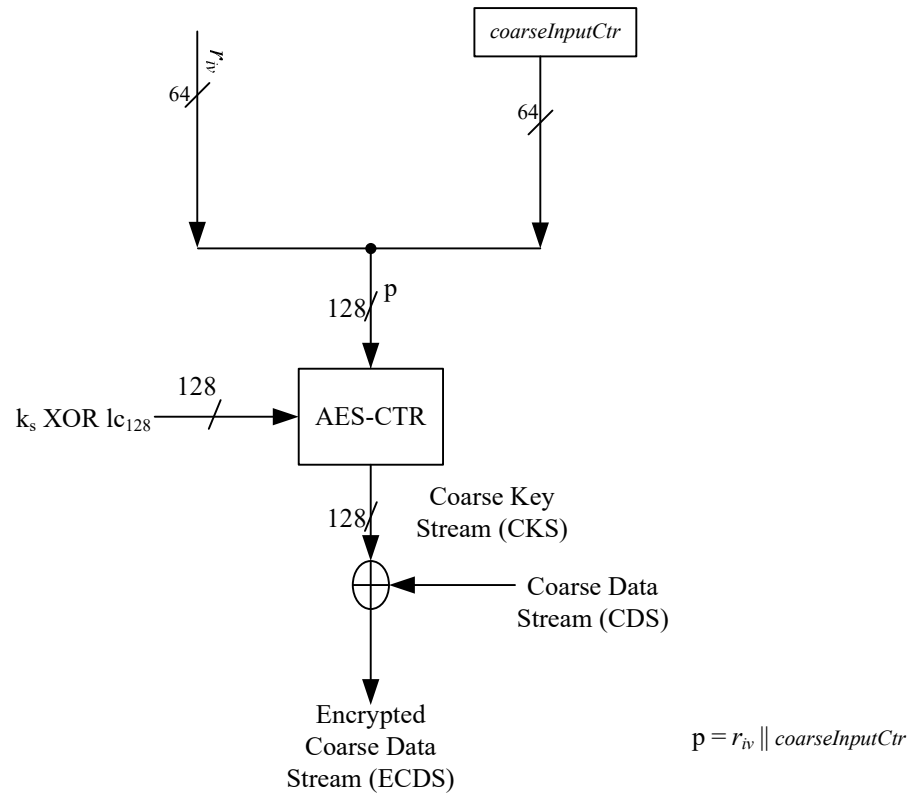 r_iv
coarseInputCtr
64
64
128
p
128
k_s XOR lc_128
AES-CTR
128
Coarse Key
Stream (CKS)
Coarse Data
Stream (CDS)
Encrypted
Coarse Data
Stream (ECDS)
p = r_iv || coarseInputCtr